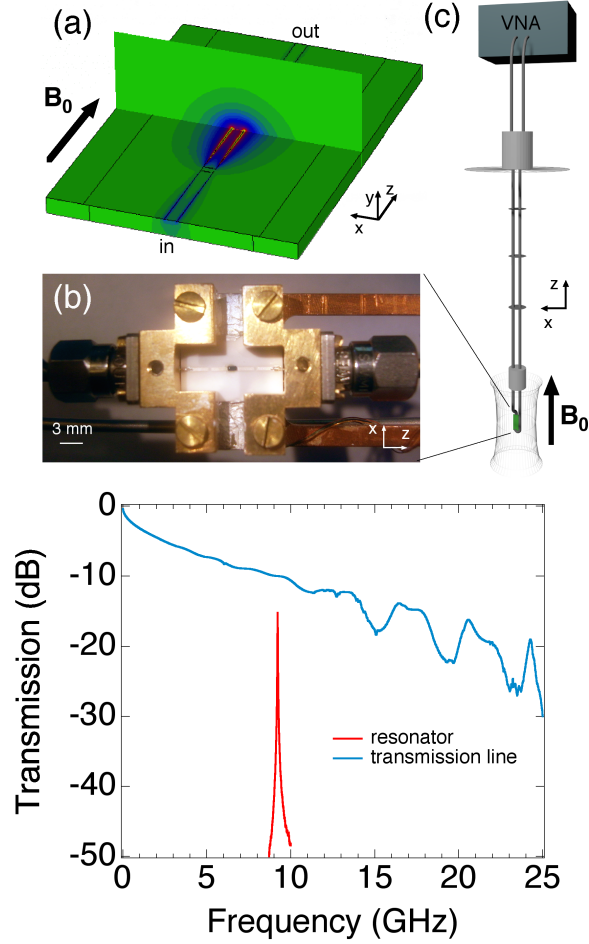 (a)
out
B0
in
y
z
x
(c)
VNA
z
x
B0
(b)
3 mm
x
z
Transmission (dB)
0
-10
-20
-30
-40
-50
resonator
transmission line
0
5
10
15
20
25
Frequency (GHz)